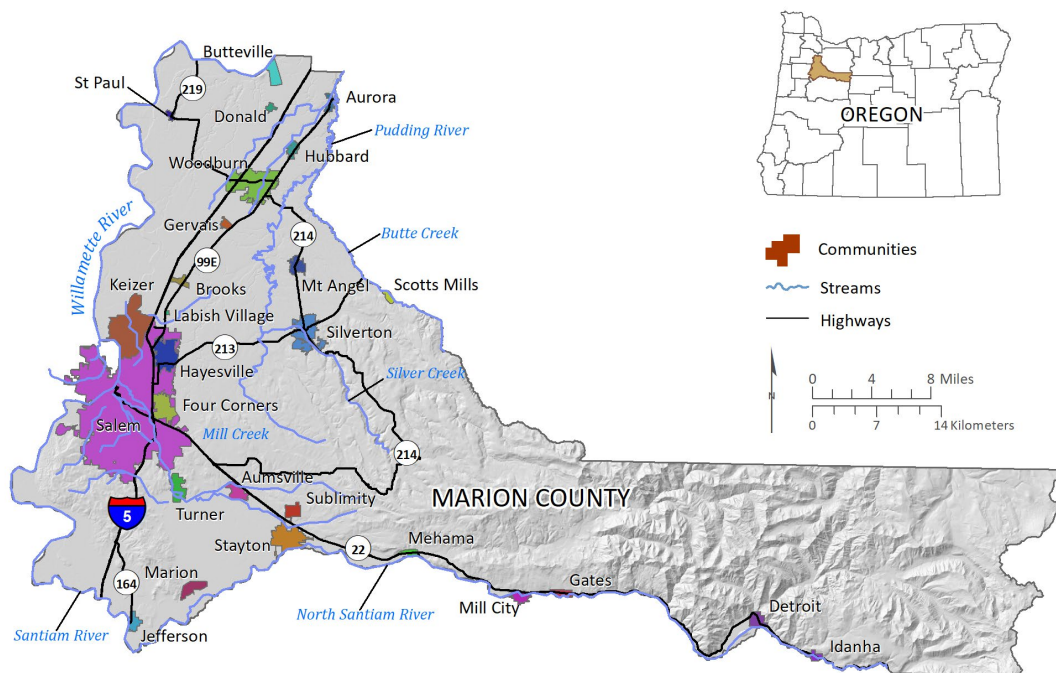 Butteville
St Paul
219
Donald
Aurora
Pudding River
Hubbard
Woodburn
Gervais
214
Butte Creek
Willamette River
99E
Keizer
Brooks
Mt Angel
Scotts Mills
Labish Village
Silverton
213
Hayesville
Silver Creek
Four Corners
Salem
Mill Creek
214
Aumsville
MARION COUNTY
Sublimity
5
Turner
Stayton
22
Mehama
Marion
164
Gates
Mill City
North Santiam River
Detroit
Santiam River
Jefferson
Idanha
OREGON
Communities
Streams
Highways
N
0 4 8 Miles
0 7 14 Kilometers